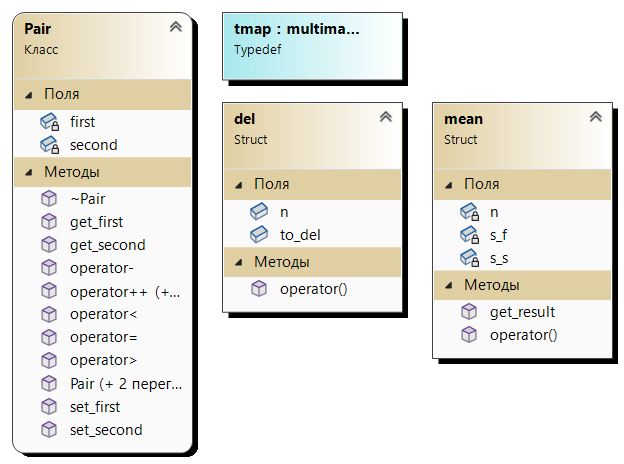 Pair
Класс
Поля
first
second
Методы
~Pair
get_first
get_second
operator-
operator++ (+...
operator<
operator=
operator>
Pair (+ 2 перег...
set_first
set_second
tmap : multima...
Typedef
del
Struct
Поля
n
to_del
Методы
operator()
mean
Struct
Поля
n
s_f
s_s
Методы
get_result
operator()